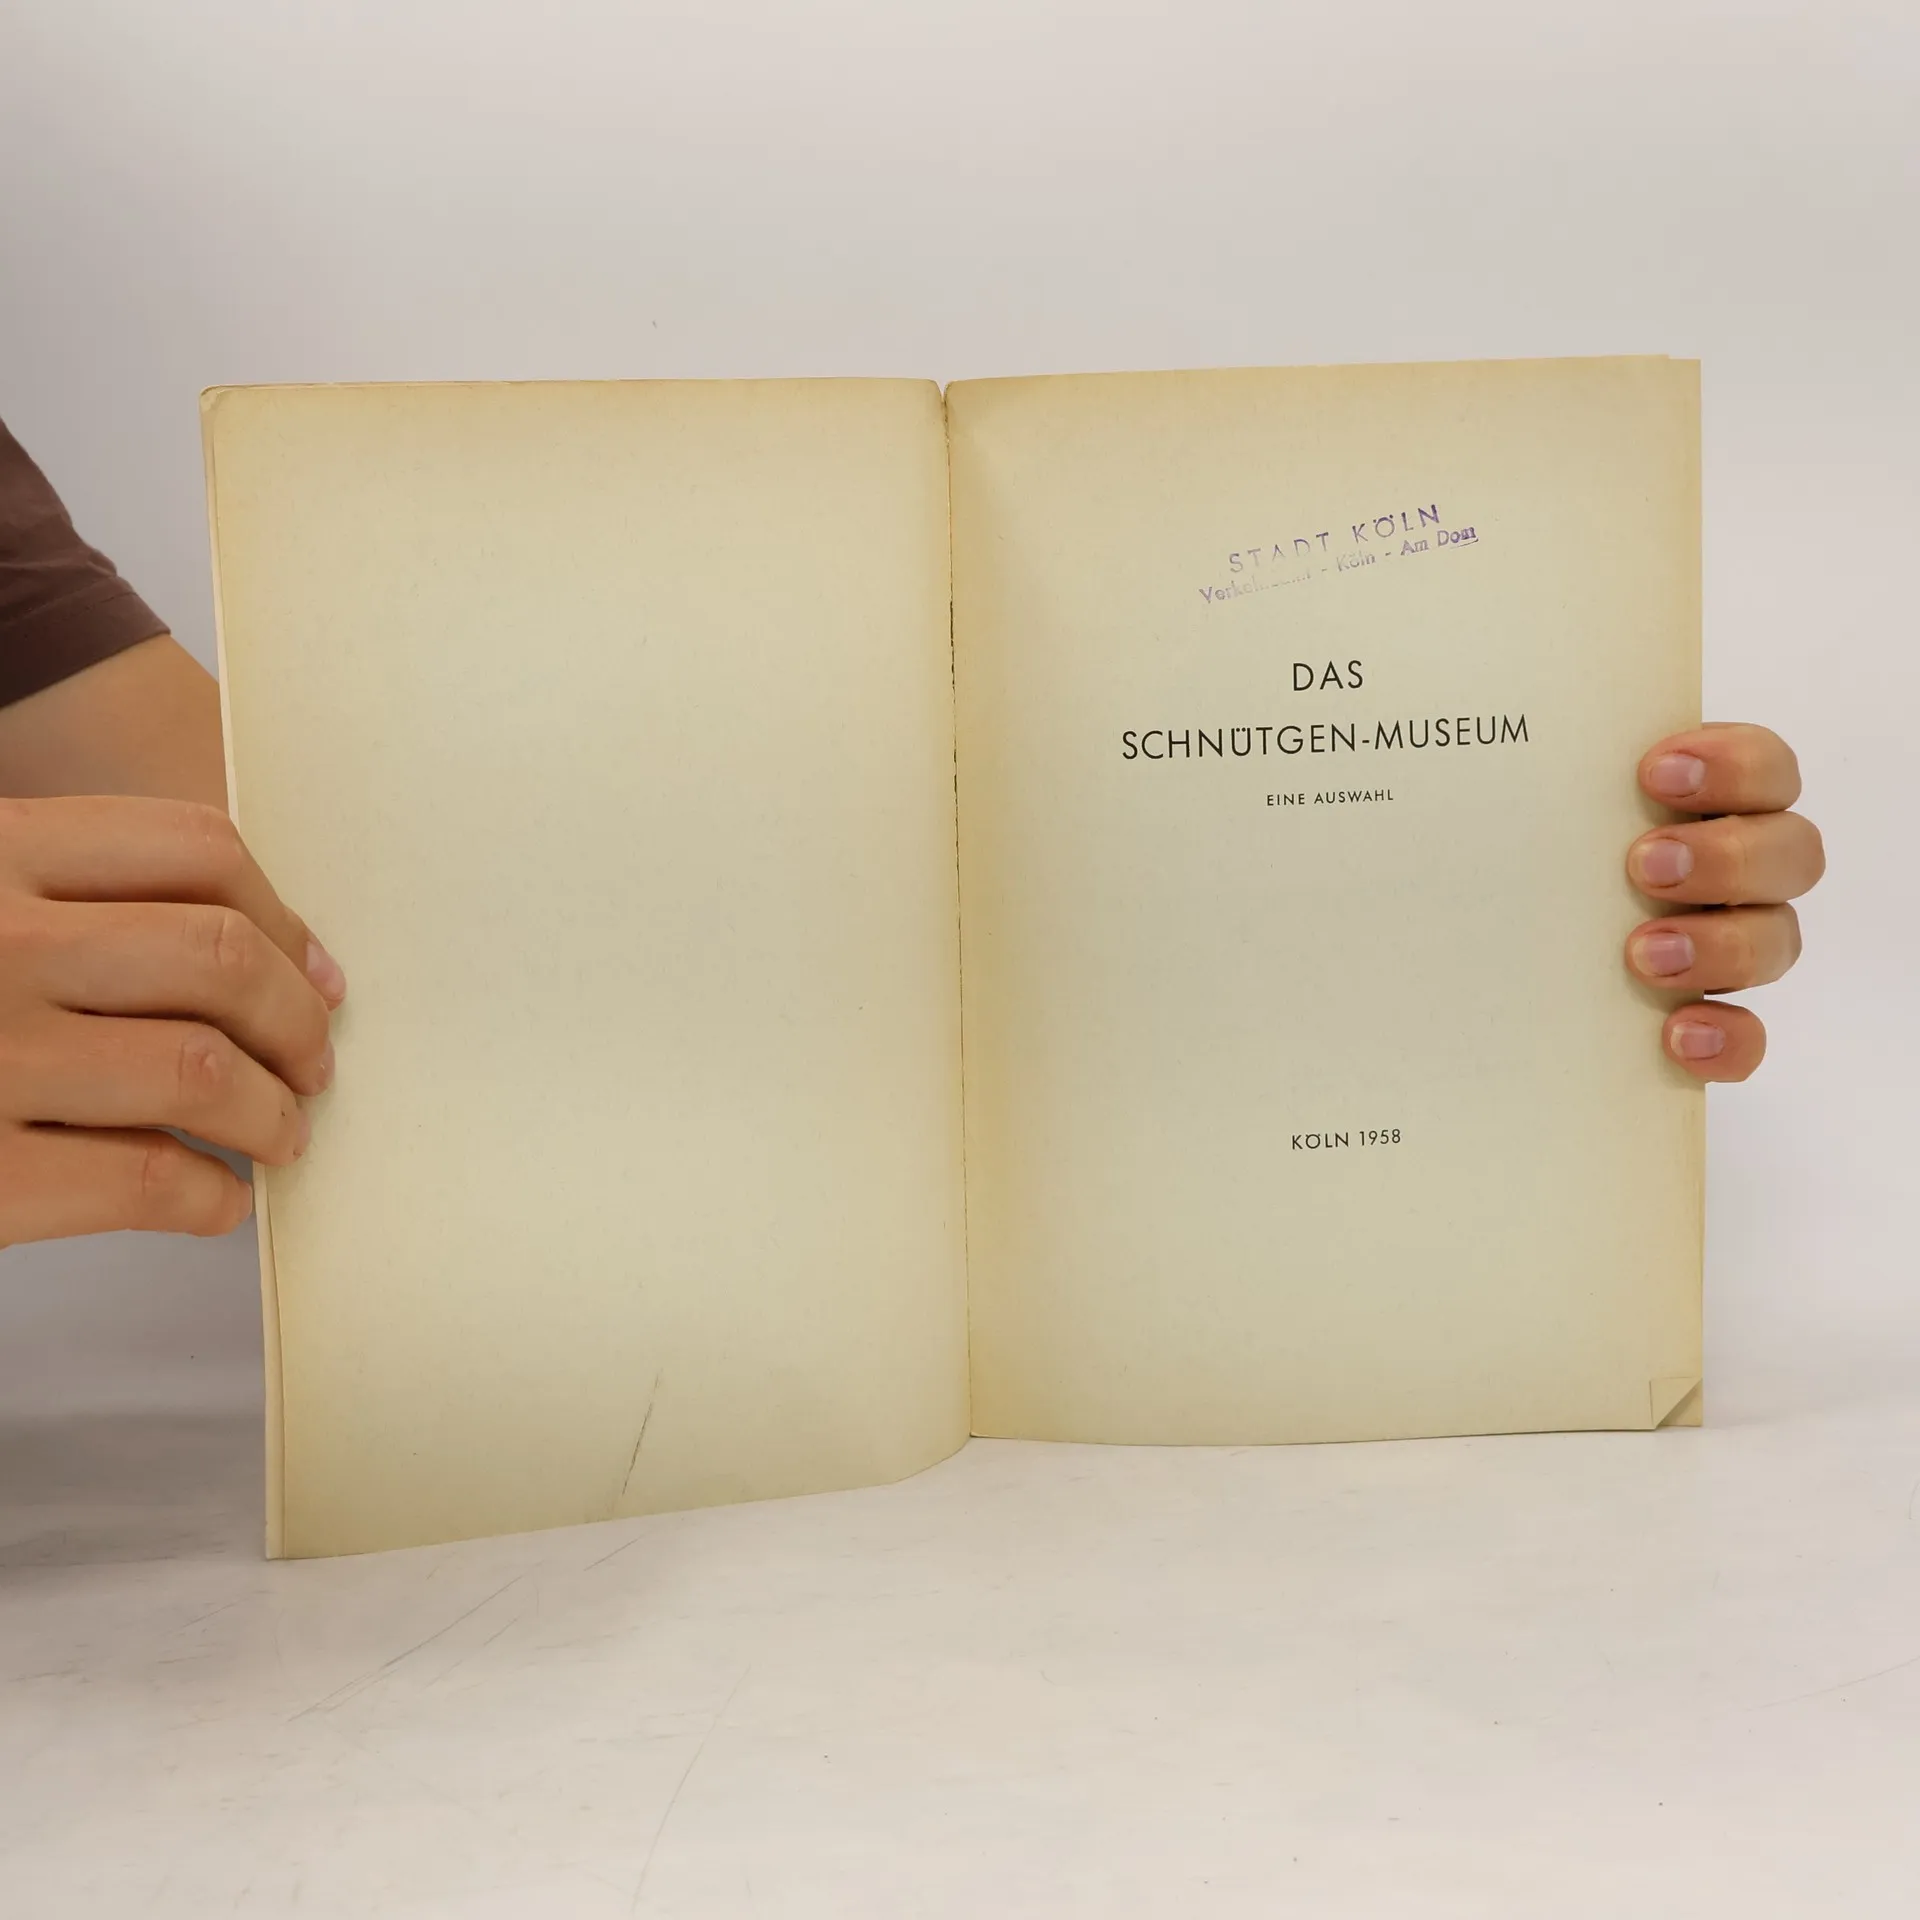 STADT KÖLN
- Köln - Am Dom
DAS
SCHNÜTGEN-MUSEUM
EINE AUSWAHL
KÖLN 1958